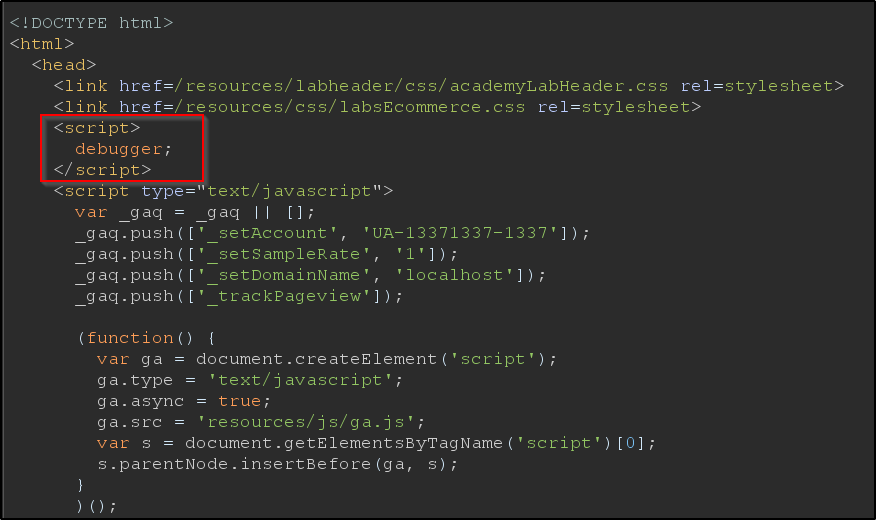 <!DOCTYPE html>
<html>
<head>
<link href=/resources/labheader/css/academyLabHeader.css rel=stylesheet>
<link href=/resources/css/labsEcommerce.css rel=stylesheet>
<script>
debugger;
</script>
<script type="text/javascript">
var _gaq = _gaq || [];
_gaq.push(['_setAccount', 'UA-13371337-1337']);
_gaq.push(['_setSampleRate', '1']);
_gaq.push(['_setDomainName', 'localhost']);
_gaq.push(['_trackPageview']);
(function() {
var ga = document.createElement('script');
ga.type = 'text/javascript';
ga.async = true;
ga.src = 'resources/js/ga.js';
var s = document.getElementsByTagName('script')[0];
s.parentNode.insertBefore(ga, s);
}
)();